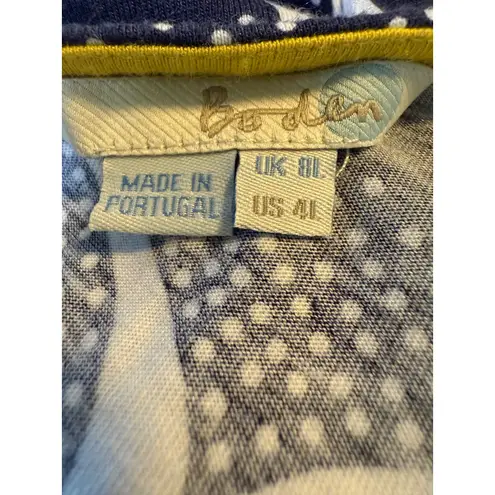 Boden
MADE IN
PORTUGAL
UK 8L
US 4L